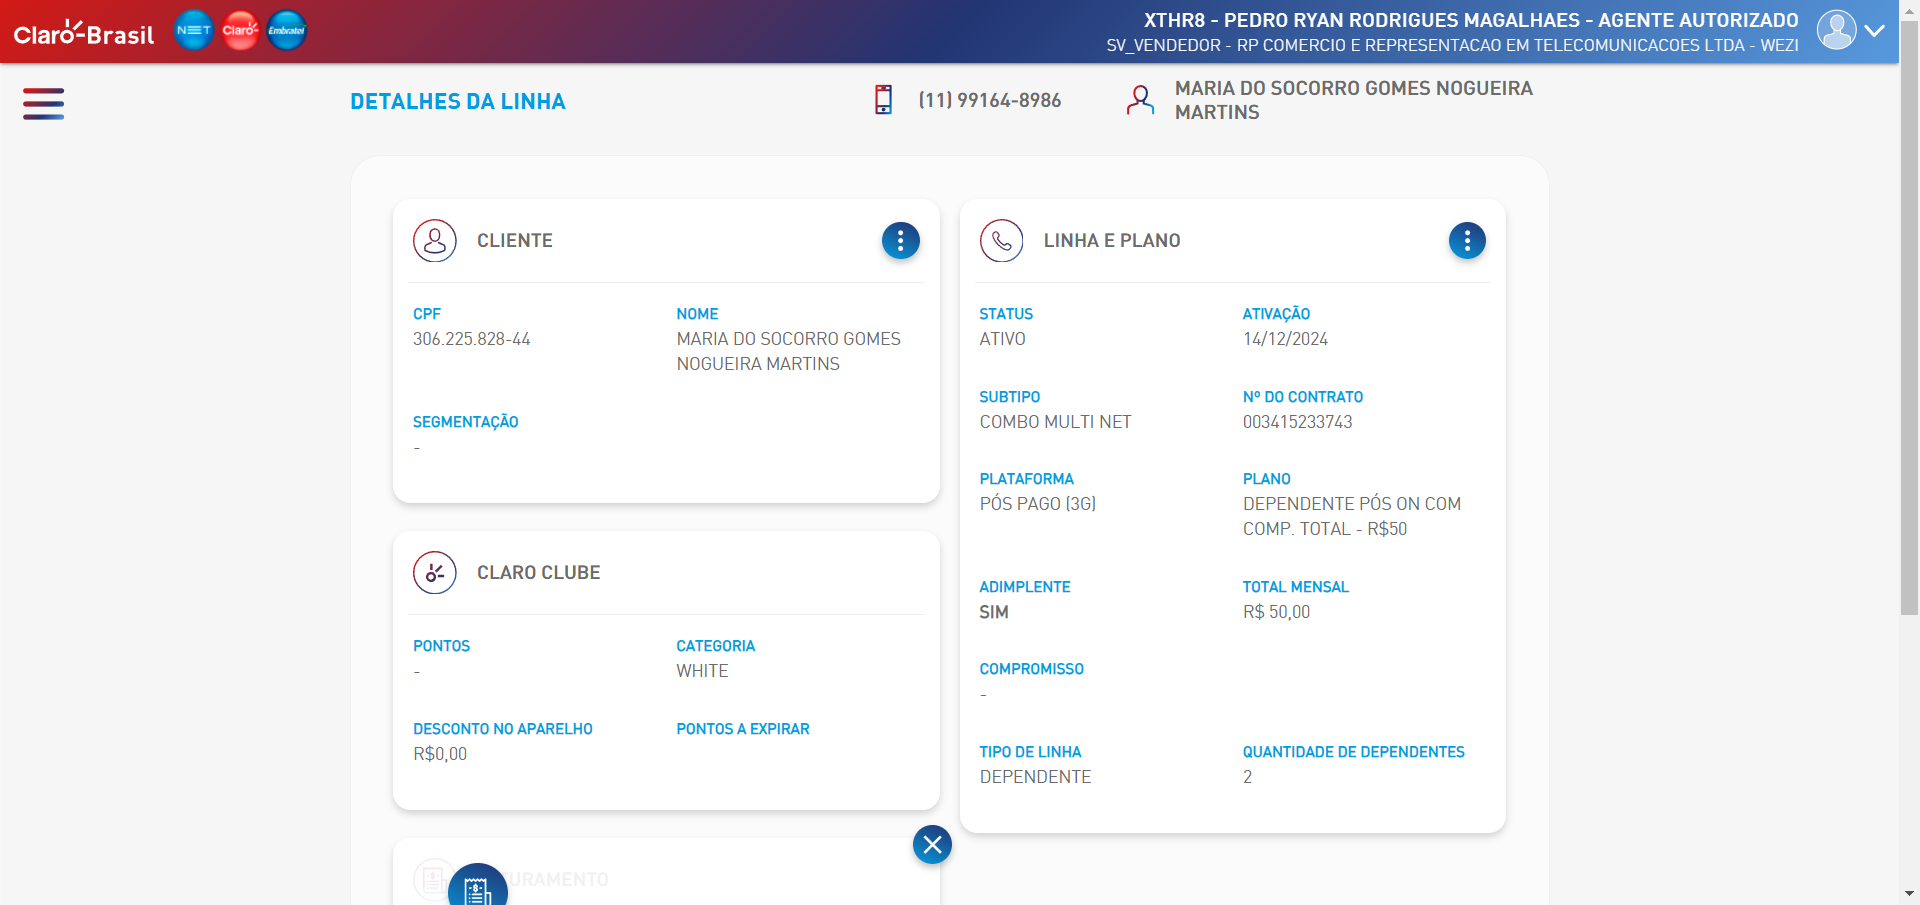 Claro-Brasil NET Claro Embratel
XTHR8 - PEDRO RYAN RODRIGUES MAGALHAES - AGENTE AUTORIZADO
SV_VENDEDOR - RP COMERCIO E REPRESENTACAO EM TELECOMUNICACOES LTDA - WEZI
DETALHES DA LINHA
(11) 99164-8986
MARIA DO SOCORRO GOMES NOGUEIRA
MARTINS
CLIENTE
CPF
306.225.828-44
NOME
MARIA DO SOCORRO GOMES
NOGUEIRA MARTINS
SEGMENTAÇÃO
-
CLARO CLUBE
PONTOS
-
CATEGORIA
WHITE
DESCONTO NO APARELHO
R$0,00
PONTOS A EXPIRAR
LINHA E PLANO
STATUS
ATIVO
ATIVAÇÃO
14/12/2024
SUBTIPO
COMBO MULTI NET
Nº DO CONTRATO
003415233743
PLATAFORMA
PÓS PAGO (3G)
PLANO
DEPENDENTE PÓS ON COM
COMP. TOTAL - R$50
ADIMPLENTE
SIM
TOTAL MENSAL
R$ 50,00
COMPROMISSO
-
TIPO DE LINHA
DEPENDENTE
QUANTIDADE DE DEPENDENTES
2
URAMENTO